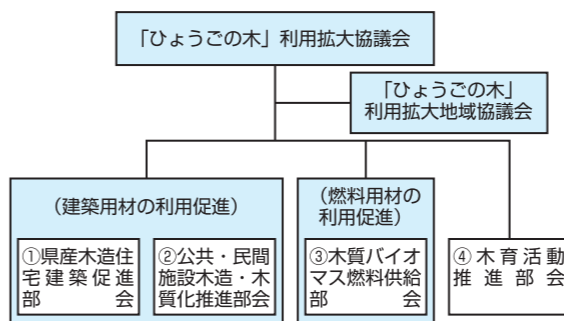 「ひょうごの木」利用拡大協議会
「ひょうごの木」
利用拡大地域協議会
（建築用材の利用促進）
①県産木造住
宅建築促進
部会
②公共・民間
施設木造・木
質化推進部会
（燃料用材の
利用促進）
③木質バイオ
マス燃料供給
部会
④木育活動
推進部会